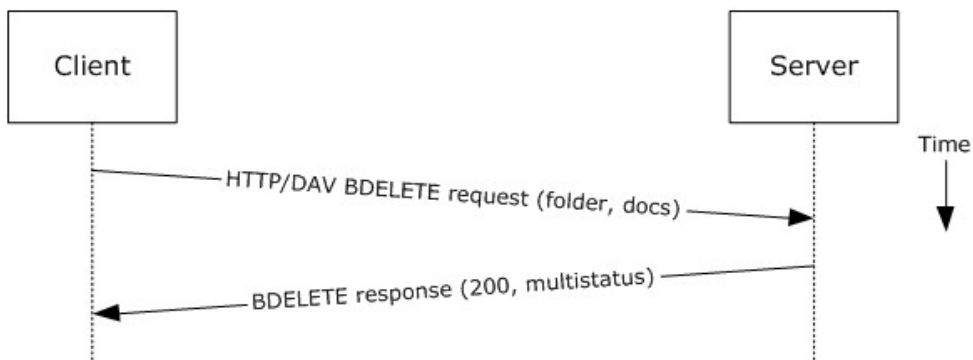 Client
Server
Time
HTTP/DAV BDELETE request (folder, docs)
BDELETE response (200, multistatus)